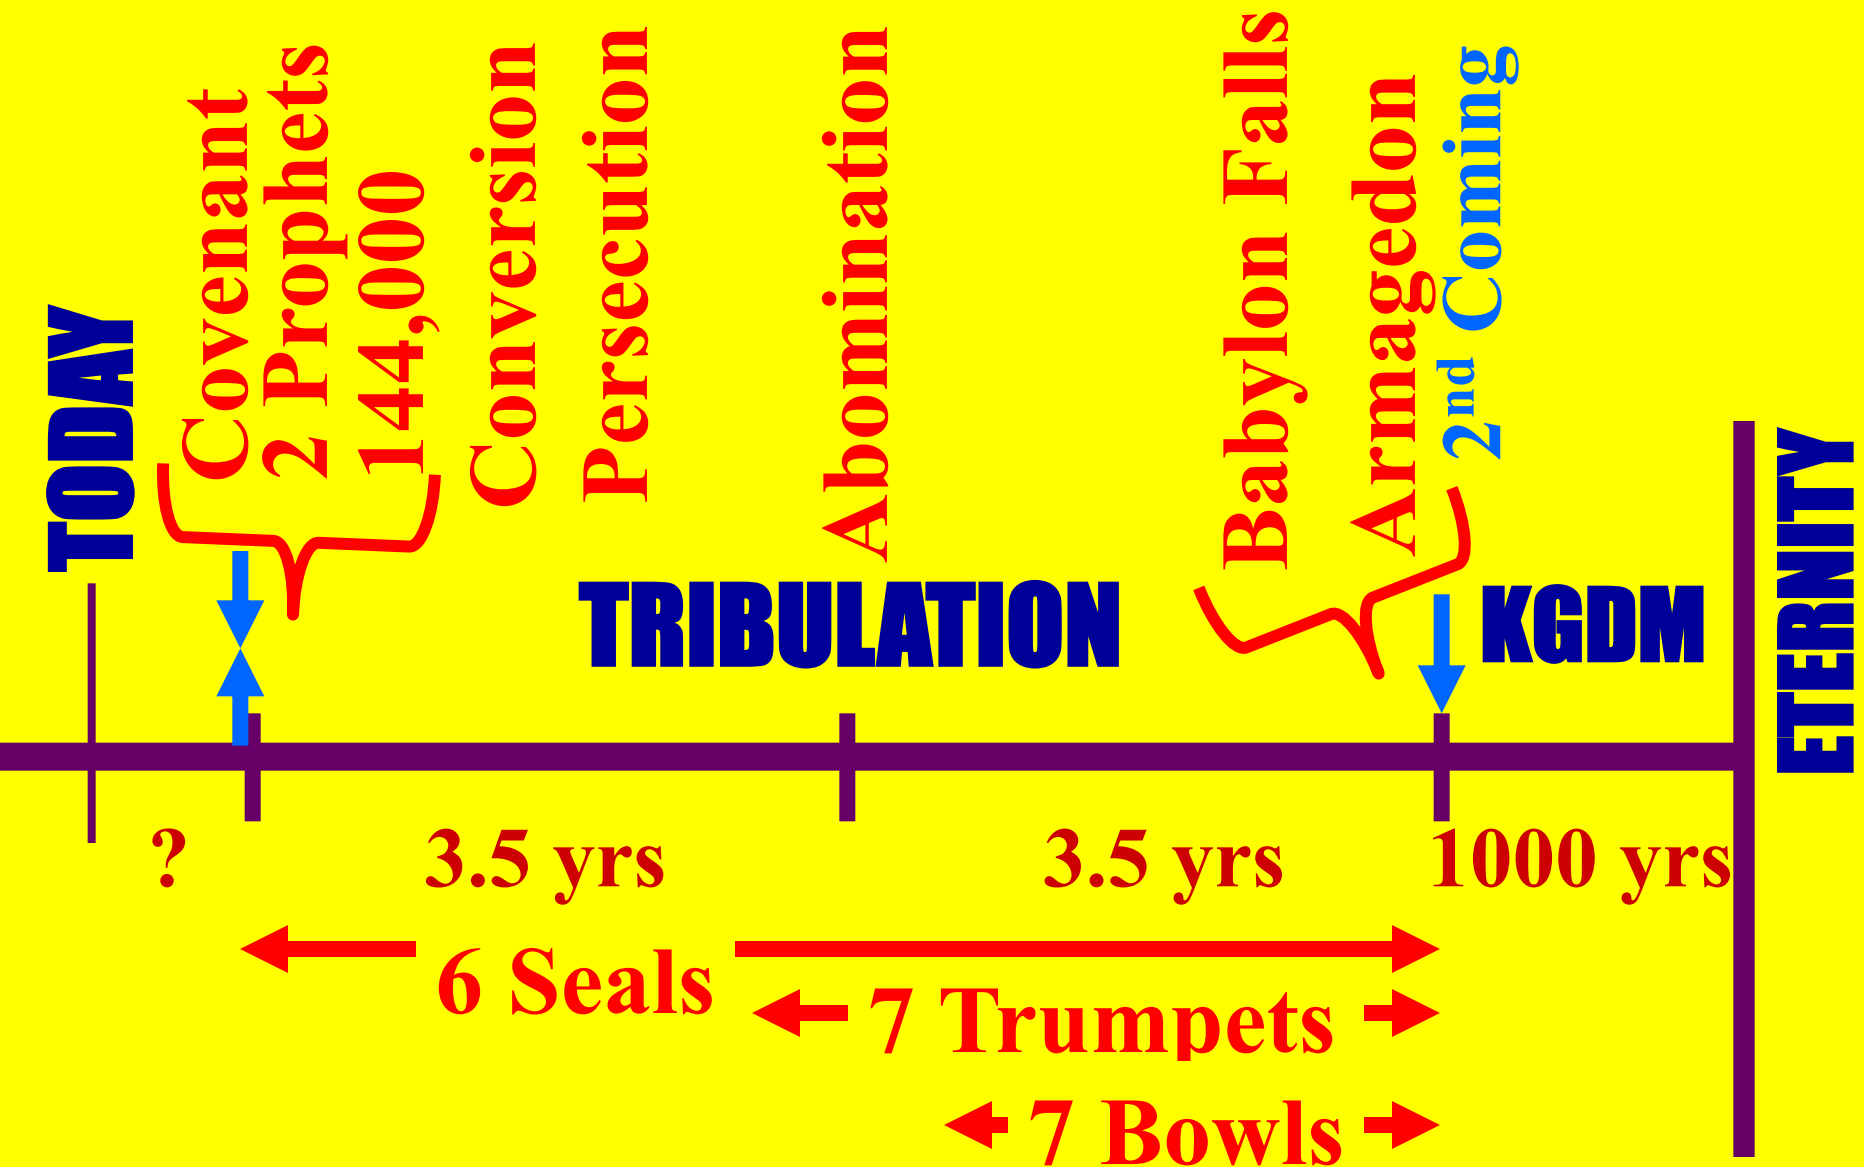 TODAY
Covenant
2 Prophets
144,000
Conversion
Persecution
Abomination
Babylon Falls
Armagedon
2nd Coming
TRIBULATION
KGDM
ETERNITY
?
3.5 yrs
3.5 yrs
1000 yrs
6 Seals
7 Trumpets
7 Bowls